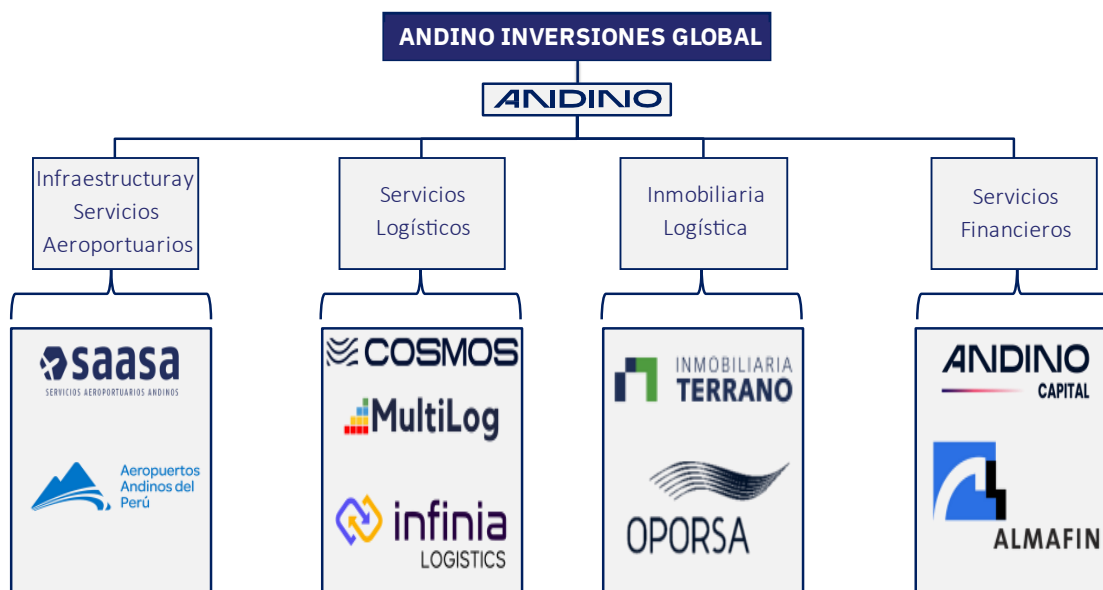 ANDINO INVERSIONES GLOBAL
ANDINO
Infraestructuray
Servicios
Aeroportuarios
Servicios
Logísticos
Inmobiliaria
Logística
Servicios
Financieros
saasa
SERVICIOS AEROPORTUARIOS ANDINOS
Aeropuertos
Andinos del
Perú
COSMOS
MultiLog
infinia
LOGISTICS
INMOBILIARIA
TERRANO
OPORSA
ANDINO
CAPITAL
ALMAFIN